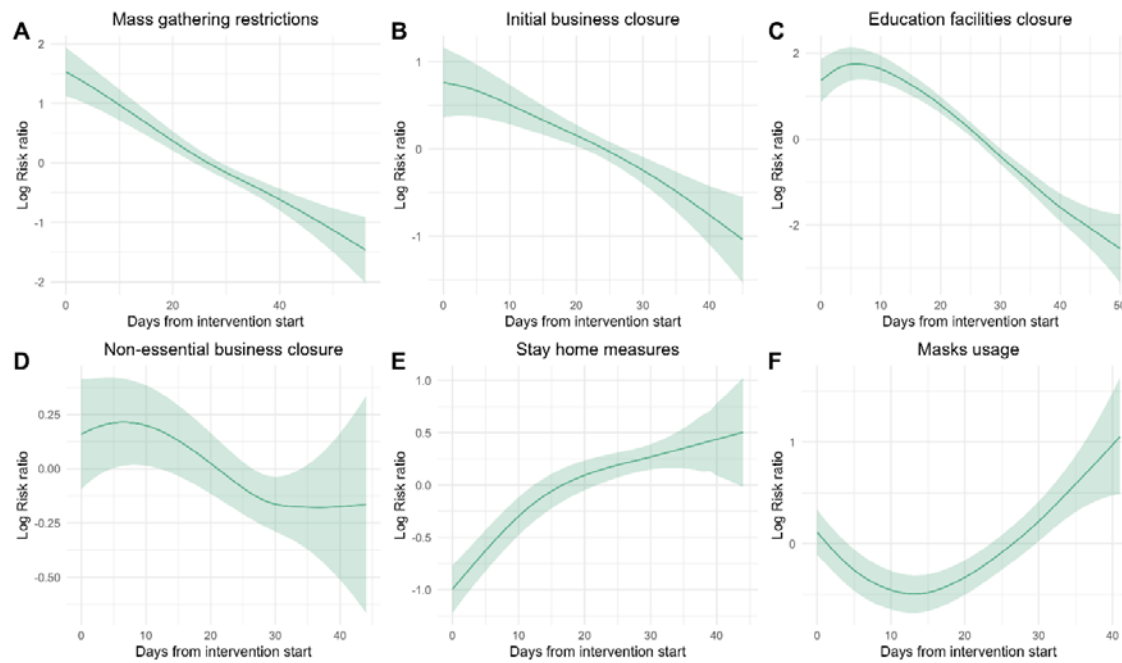 Mass gathering restrictions
A
2
1
0
-1
-2
Log Risk ratio
0
20
40
Days from intervention start
Initial business closure
B
1
0
-1
Log Risk ratio
0
10
20
30
40
Days from intervention start
Education facilities closure
C
2
0
-2
Log Risk ratio
0
10
20
30
40
50
Days from intervention start
Non-essential business closure
D
0.25
0.00
-0.25
-0.50
Log Risk ratio
0
10
20
30
40
Days from intervention start
Stay home measures
E
1.0
0.5
0.0
-0.5
-1.0
Log Risk ratio
0
10
20
30
40
Days from intervention start
Masks usage
F
1
0
Log Risk ratio
0
10
20
30
40
Days from intervention start